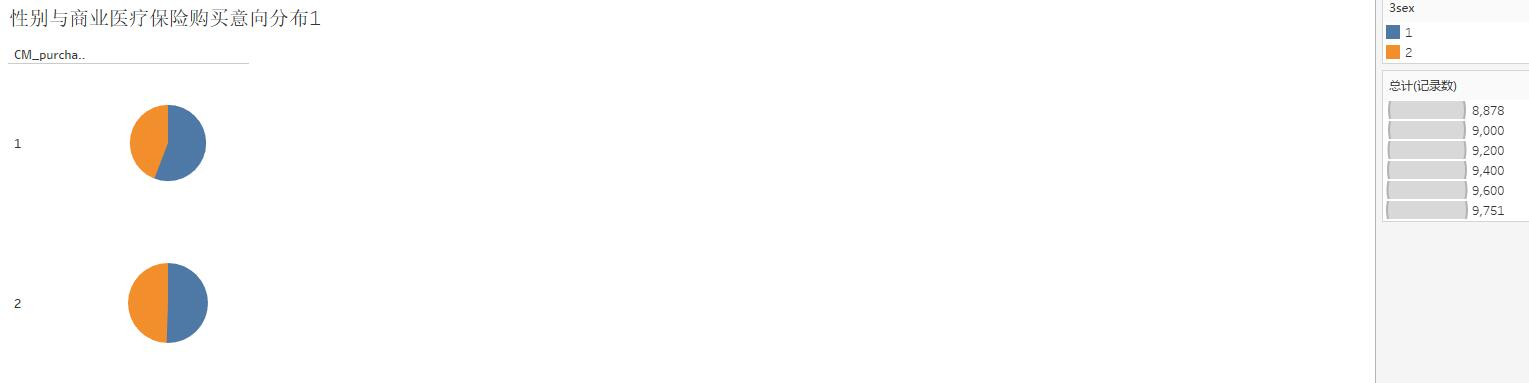 性别与商业医疗保险购买意向分布1
CM_purcha..
1
2
3sex
1
2
总计(记录数)
8,878
9,000
9,200
9,400
9,600
9,751